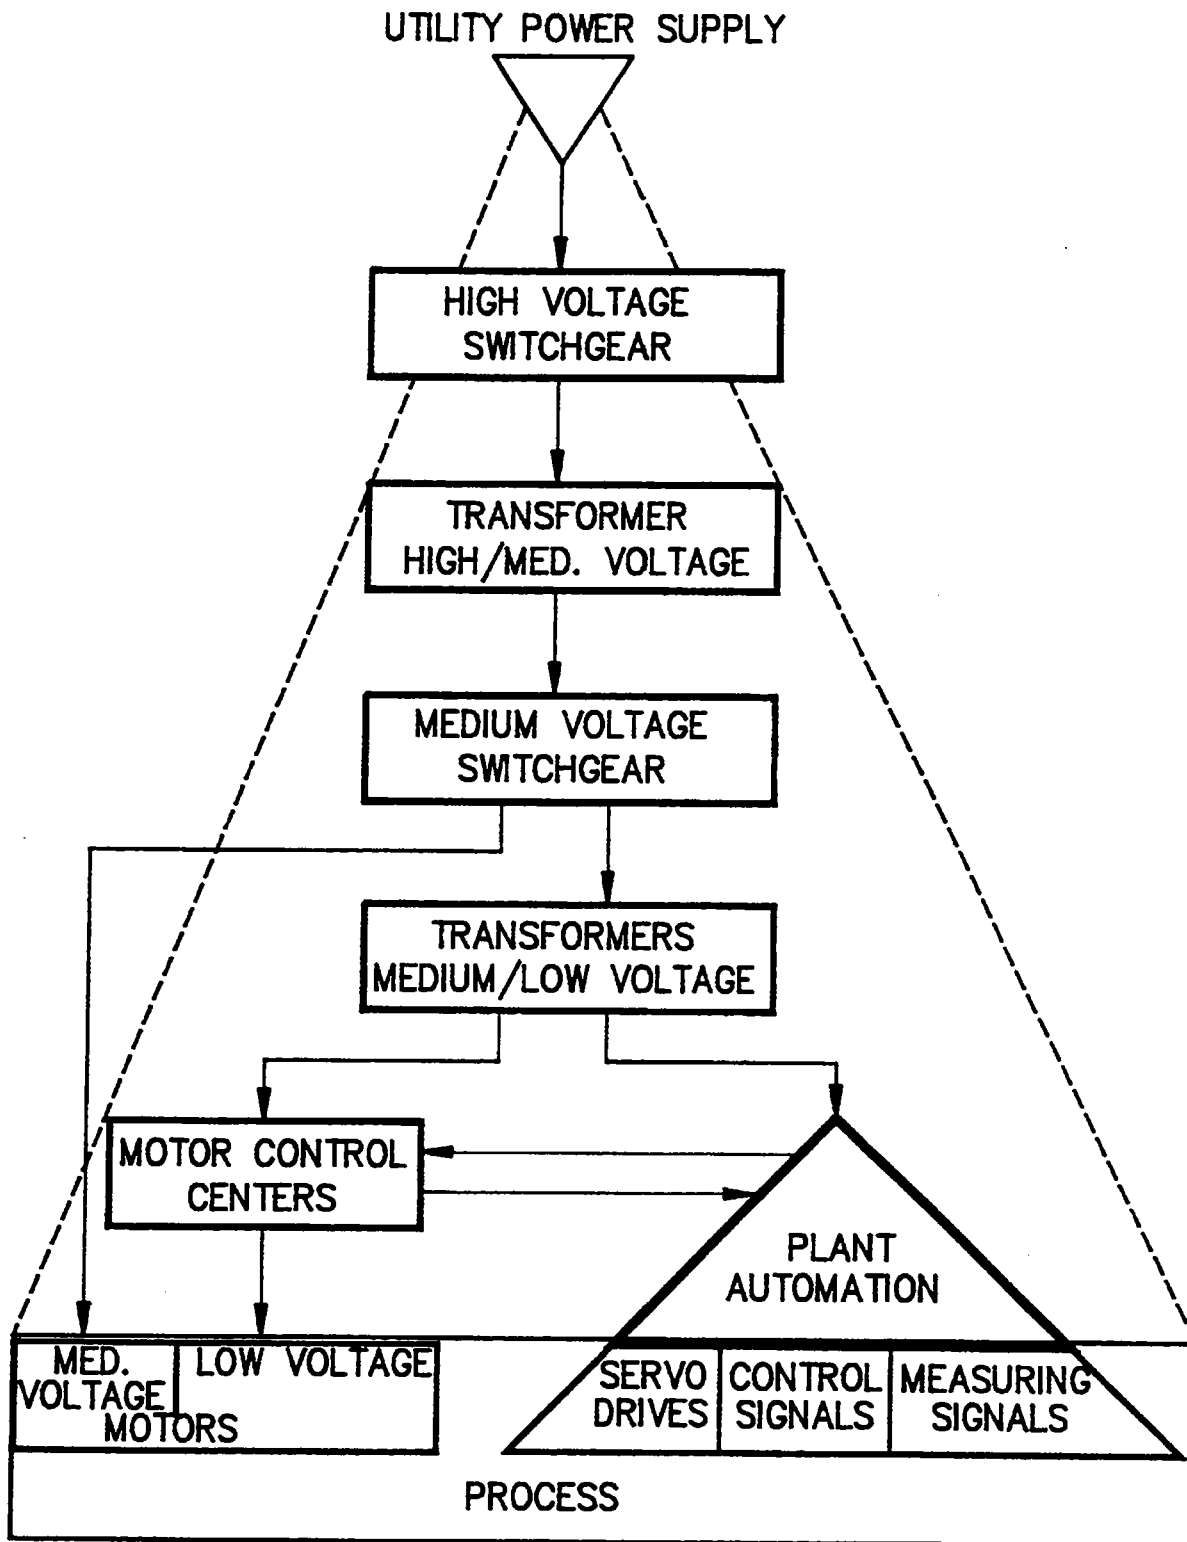 UTILITY POWER SUPPLY
HIGH VOLTAGE
SWITCHGEAR
TRANSFORMER
HIGH/MED. VOLTAGE
MEDIUM VOLTAGE
SWITCHGEAR
TRANSFORMERS
MEDIUM/LOW VOLTAGE
MOTOR CONTROL
CENTERS
PLANT
AUTOMATION
MED.
VOLTAGE
LOW VOLTAGE
MOTORS
SERVO
DRIVES
CONTROL
SIGNALS
MEASURING
SIGNALS
PROCESS